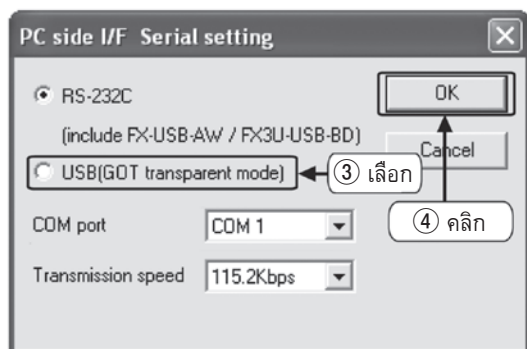 PC side I/F Serial setting
RS-232C
OK
(include FX-USB-AW / FX3U-USB-BD)
Cancel
USB(GOT transparent mode)
③ เลือก
④ คลิก
COM port
COM 1
Transmission speed
115.2Kbps